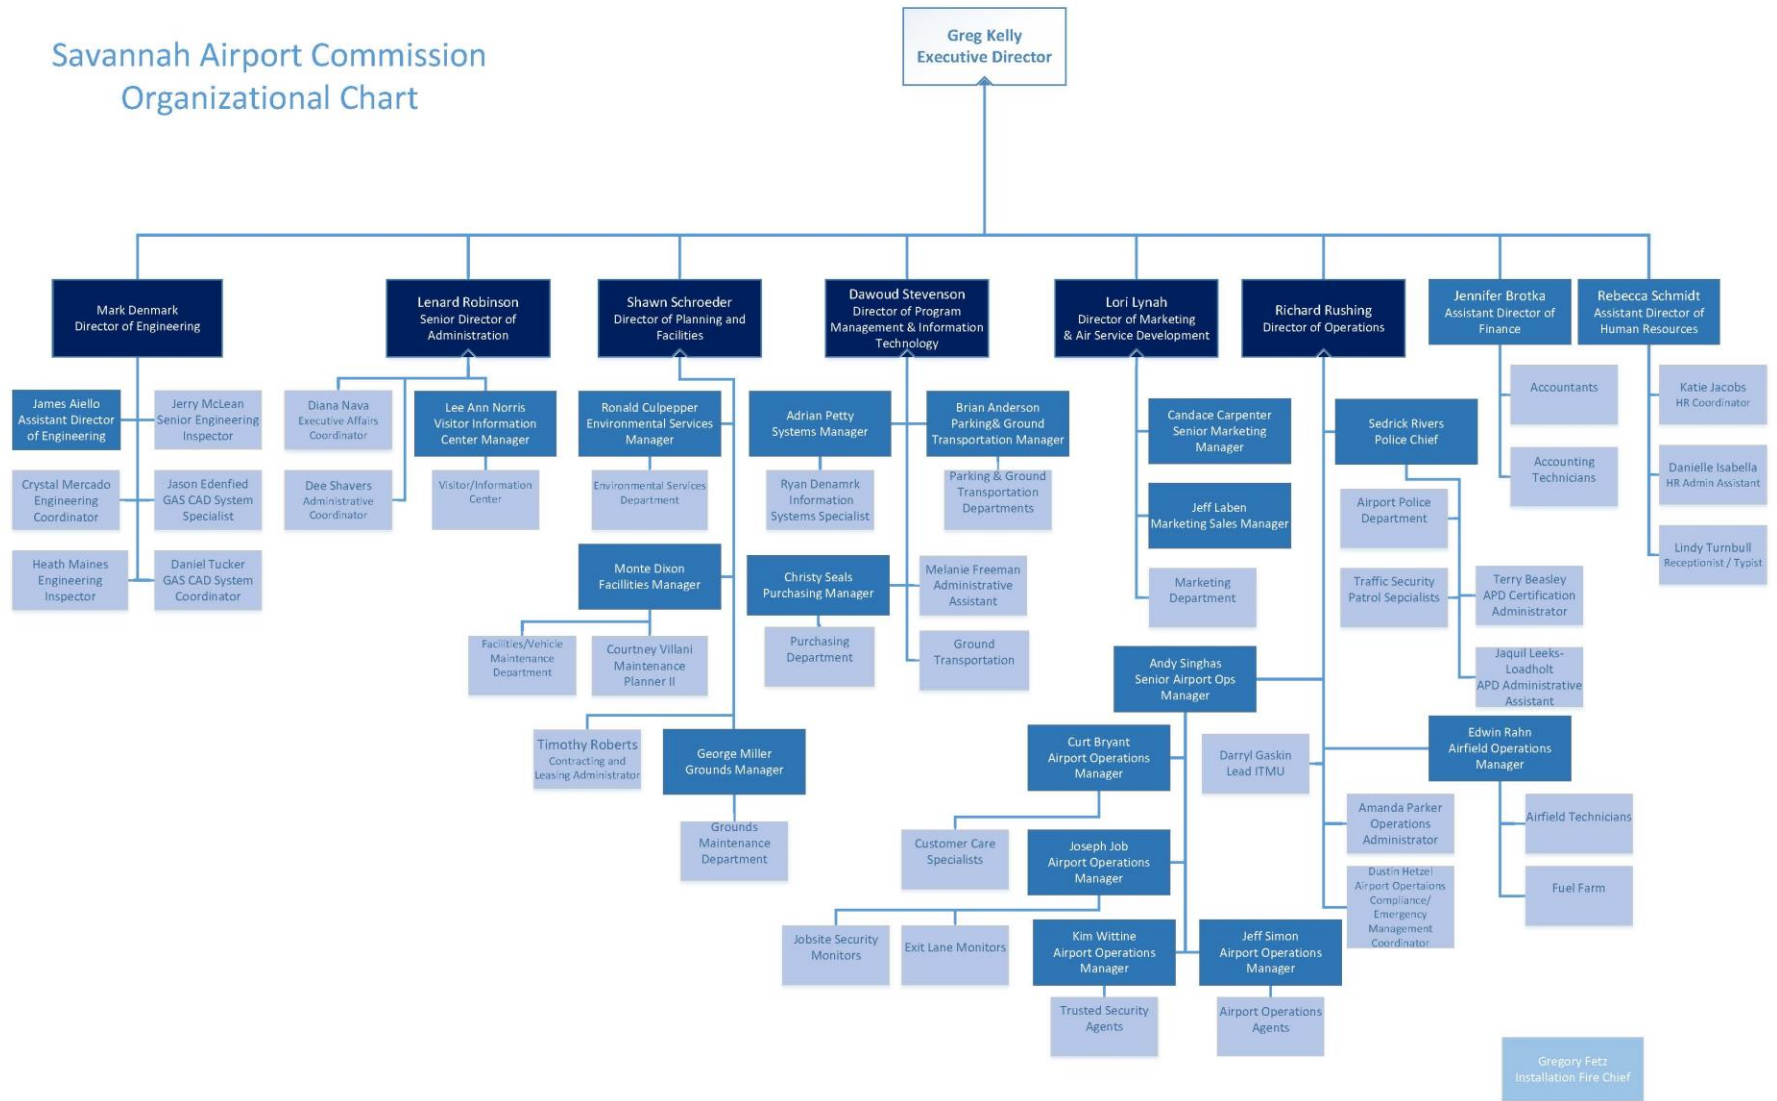 Savannah Airport Commission
Organizational Chart
Greg Kelly
Executive Director
Mark Denmark
Director of Engineering
Lenard Robinson
Senior Director of
Administration
Shawn Schroeder
Director of Planning and
Facilities
Dawoud Stevenson
Director of Program
Management & Information
Technology
Lori Lynah
Director of Marketing
& Air Service Development
Richard Rushing
Director of Operations
Jennifer Brotka
Assistant Director of
Finance
Rebecca Schmidt
Assistant Director of
Human Resources
James Aiello
Assistant Director
of Engineering
Jerry McLean
Senior Engineering
Inspector
Crystal Mercado
Engineering
Coordinator
Jason Edenfied
GAS CAD System
Specialist
Heath Maines
Engineering
Inspector
Daniel Tucker
GAS CAD System
Coordinator
Diana Nava
Executive Affairs
Coordinator
Lee Ann Norris
Visitor Information
Center Manager
Dee Shavers
Administrative
Coordinator
Visitor/Information
Center
Ronald Culpepper
Environmental Services
Manager
Environmental Services
Department
Monte Dixon
Facillities Manager
Facilities/Vehicle
Maintenance
Department
Courtney Villani
Maintenance
Planner II
Timothy Roberts
Contracting and
Leasing Administrator
George Miller
Grounds Manager
Grounds
Maintenance
Department
Adrian Petty
Systems Manager
Brian Anderson
Parking& Ground
Transportation Manager
Ryan Denamrk
Information
Systems Specialist
Parking & Ground
Transportation
Departments
Christy Seals
Purchasing Manager
Melanie Freeman
Administrative
Assistant
Purchasing
Department
Ground
Transportation
Candace Carpenter
Senior Marketing
Manager
Jeff Laben
Marketing Sales Manager
Marketing
Department
Sedrick Rivers
Police Chief
Airport Police
Department
Traffic Security
Patrol Sepcialists
Terry Beasley
APD Certification
Administrator
Jaquil Leeks-
Loadholt
APD Administrative
Assistant
Andy Singhas
Senior Airport Ops
Manager
Curt Bryant
Airport Operations
Manager
Customer Care
Specialists
Joseph Job
Airport Operations
Manager
Jobsite Security
Monitors
Exit Lane Monitors
Kim Wittine
Airport Operations
Manager
Trusted Security
Agents
Jeff Simon
Airport Operations
Manager
Airport Operations
Agents
Darryl Gaskin
Lead ITMU
Edwin Rahn
Airfield Operations
Manager
Amanda Parker
Operations
Administrator
Dustin Hetzel
Airport Opertaions
Compliance/
Emergency
Management
Coordinator
Airfield Technicians
Fuel Farm
Accountants
Accounting
Technicians
Katie Jacobs
HR Coordinator
Danielle Isabella
HR Admin Assistant
Lindy Turnbull
Receptionist / Typist
Gregory Fetz
Installation Fire Chief